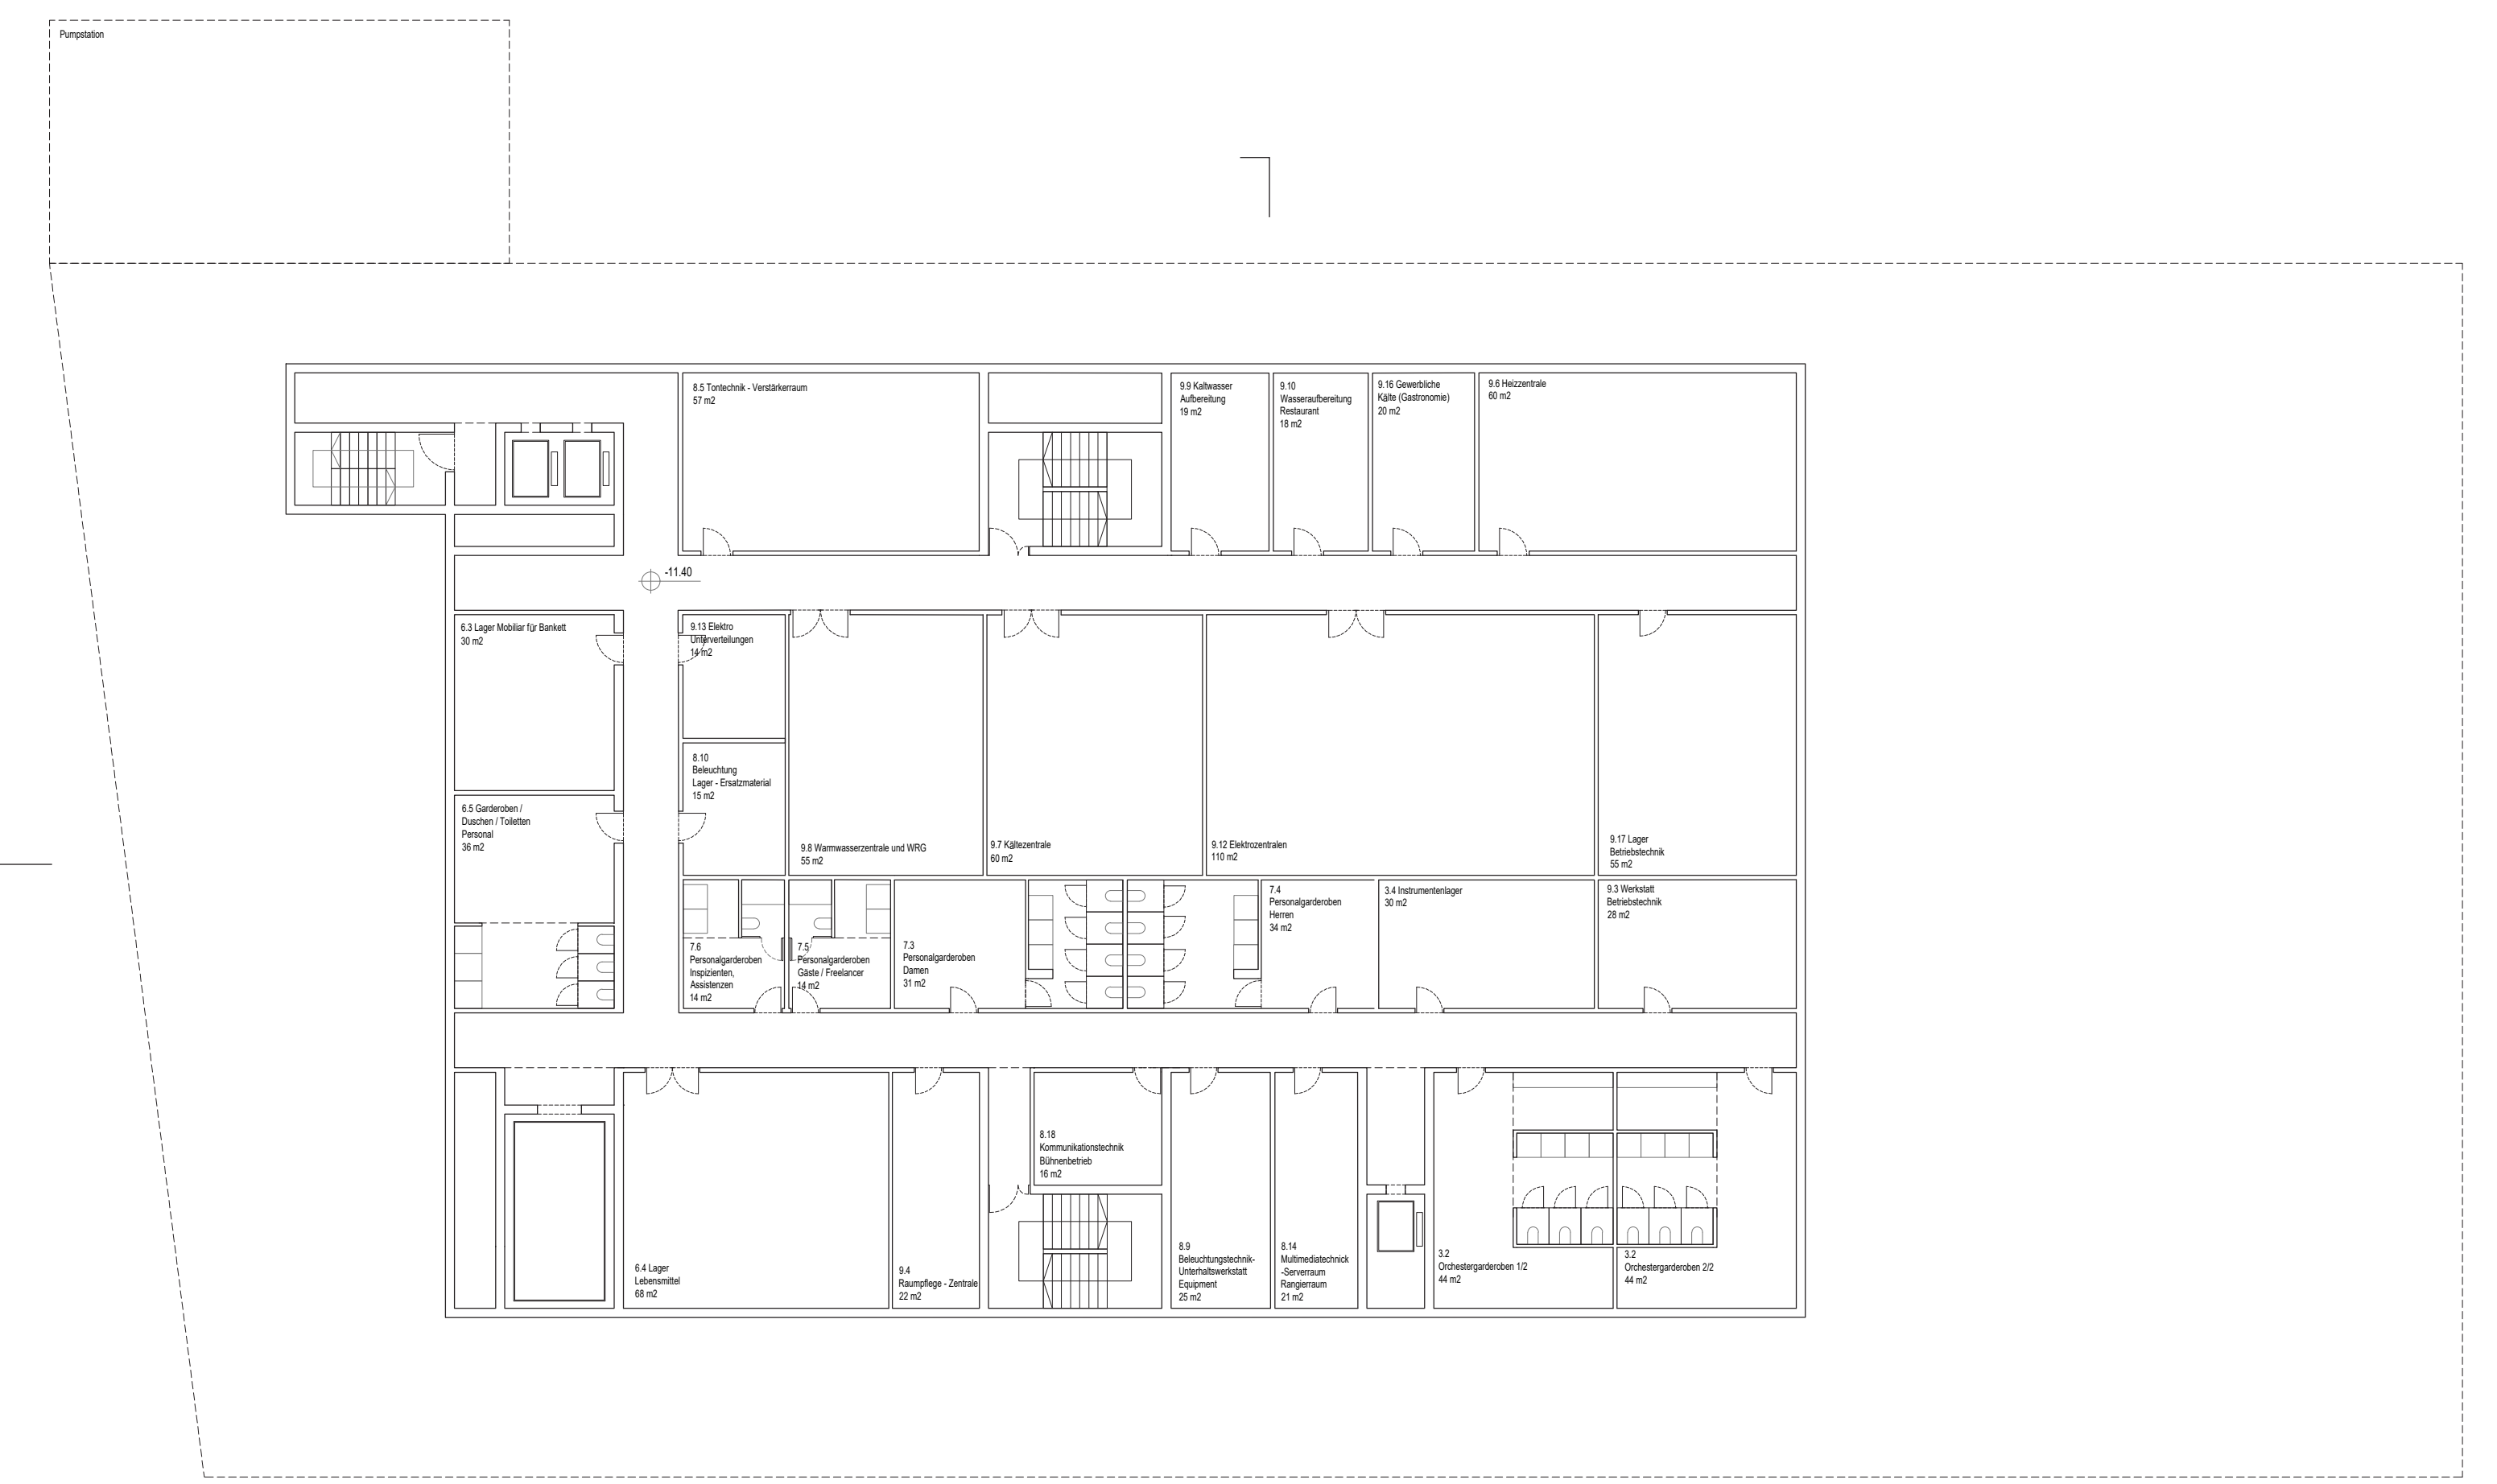 Pumpstation
8.5 Tontechnik - Verstärkerraum
57 m2
9.9 Kaltwasser
Aufbereitung
19 m2
9.10
Wasseraufbereitung
Restaurant
18 m2
9.16 Gewerbliche
Kälte (Gastronomie)
20 m2
9.6 Heizzentrale
60 m2
-11.40
6.3 Lager Mobiliar für Bankett
30 m2
9.13 Elektro
Unterverteilungen
14 m2
8.10
Beleuchtung
Lager - Ersatzmaterial
15 m2
6.5 Garderoben /
Duschen / Toiletten
Personal
36 m2
9.8 Warmwasserzentrale und WRG
55 m2
9.7 Kältezentrale
60 m2
9.12 Elektrozentralen
110 m2
9.17 Lager
Betriebstechnik
55 m2
7.6
Personalgarderoben
Inspizienten,
Assistenzen
14 m2
7.5
Personalgarderoben
Gäste / Freelancer
14 m2
7.3
Personalgarderoben
Damen
31 m2
7.4
Personalgarderoben
Herren
34 m2
3.4 Instrumentenlager
30 m2
9.3 Werkstatt
Betriebstechnik
28 m2
6.4 Lager
Lebensmittel
68 m2
9.4
Raumpflege - Zentrale
22 m2
8.18
Kommunikationstechnik
Bühnenbetrieb
16 m2
8.9
Beleuchtungstechnik-
Unterhaltswerkstatt
Equipment
25 m2
8.14
Multimediatechnick
-Serverraum
Rangierraum
21 m2
3.2
Orchestergarderoben 1/2
44 m2
3.2
Orchestergarderoben 2/2
44 m2